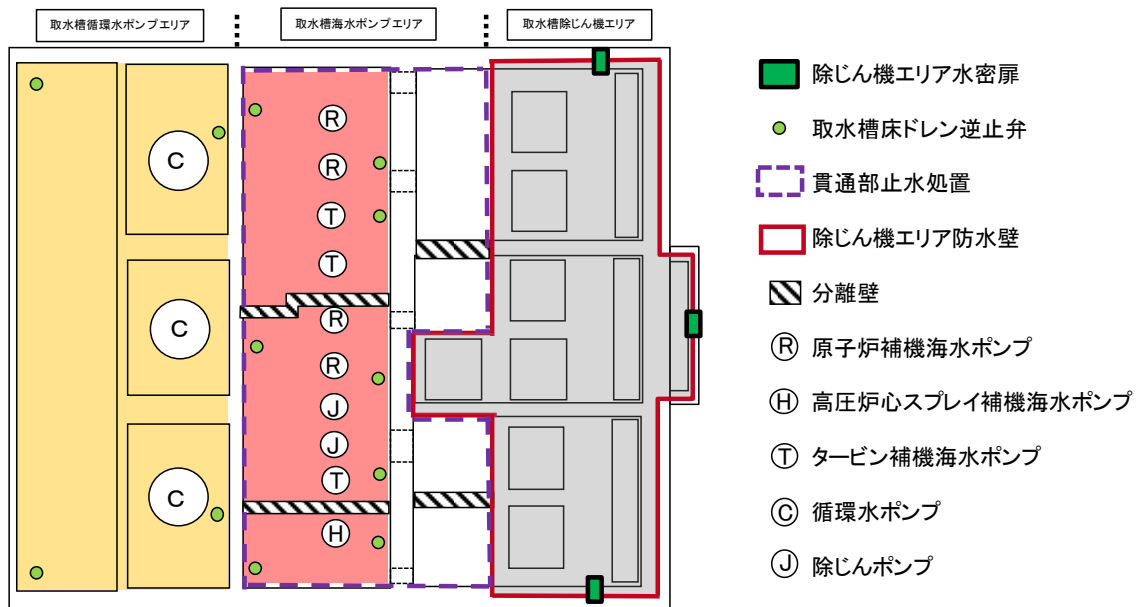 取水槽循環水ポンプエリア
取水槽海水ポンプエリア
取水槽除じん機エリア
C
C
C
R
R
T
T
R
R
J
J
T
H
除じん機エリア水密扉
取水槽床ドレン逆止弁
貫通部止水処置
除じん機エリア防水壁
分離壁
R 原子炉補機海水ポンプ
H 高圧炉心スプレイ補機海水ポンプ
T タービン補機海水ポンプ
C 循環水ポンプ
J 除じんポンプ